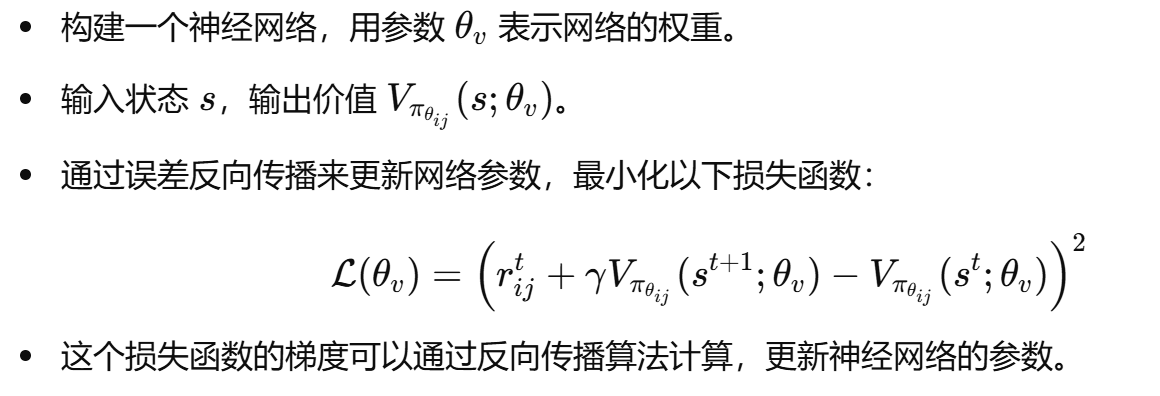 • 构建一个神经网络，用参数 $\theta_v$ 表示网络的权重。
• 输入状态 $s$，输出价值 $V_{\pi_{\theta_{ij}}}(s;\theta_v)$。
• 通过误差反向传播来更新网络参数，最小化以下损失函数：
$\mathcal{L}(\theta_v) = \left(r_{ij}^t + \gamma V_{\pi_{\theta_{ij}}}(s^{t+1};\theta_v) - V_{\pi_{\theta_{ij}}}(s^t;\theta_v)\right)^2$
• 这个损失函数的梯度可以通过反向传播算法计算，更新神经网络的参数。